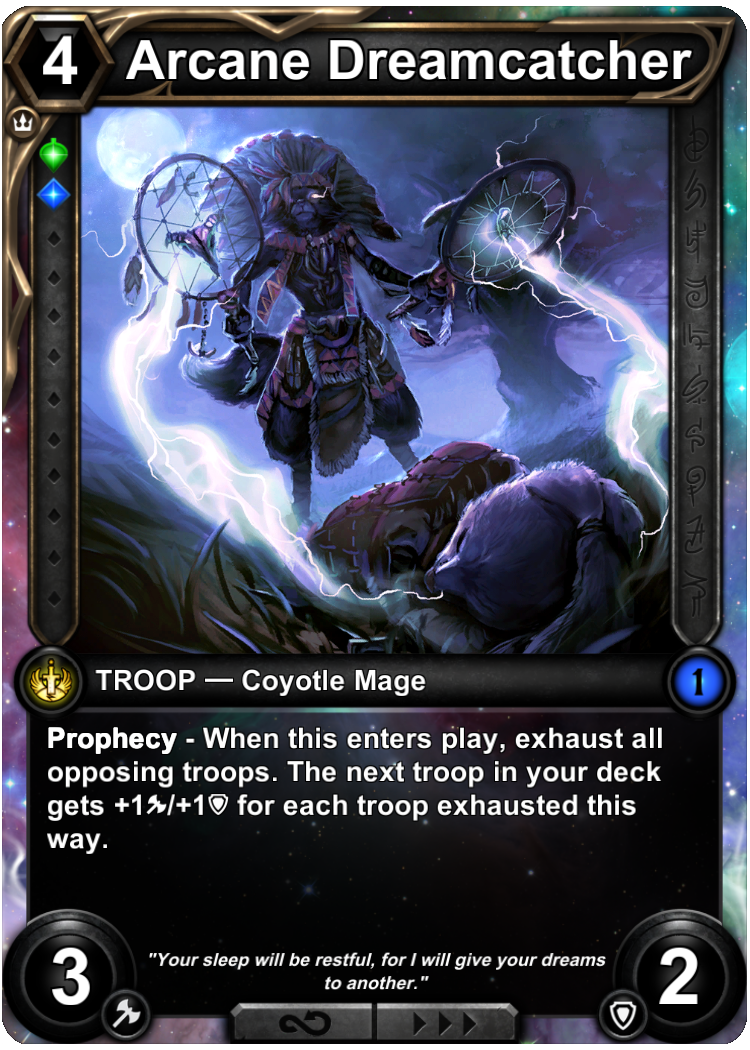 4 Arcane Dreamcatcher
TROOP — Coyotle Mage
1
Prophecy - When this enters play, exhaust all
opposing troops. The next troop in your deck
gets +1/+1 for each troop exhausted this
way.
"Your sleep will be restful, for I will give your dreams
to another."
3
2